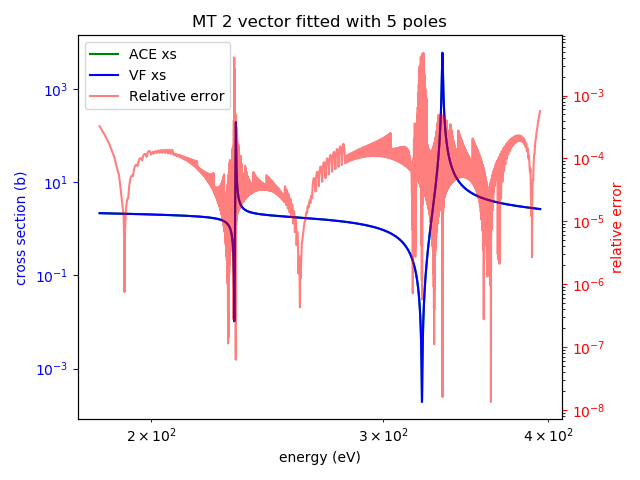 MT 2 vector fitted with 5 poles
ACE xs
VF xs
Relative error
10³
10¹
10⁻¹
10⁻³
cross section (b)
10⁻³
10⁻⁴
10⁻⁵
10⁻⁶
10⁻⁷
10⁻⁸
relative error
2 × 10²
3 × 10²
4 × 10²
energy (eV)